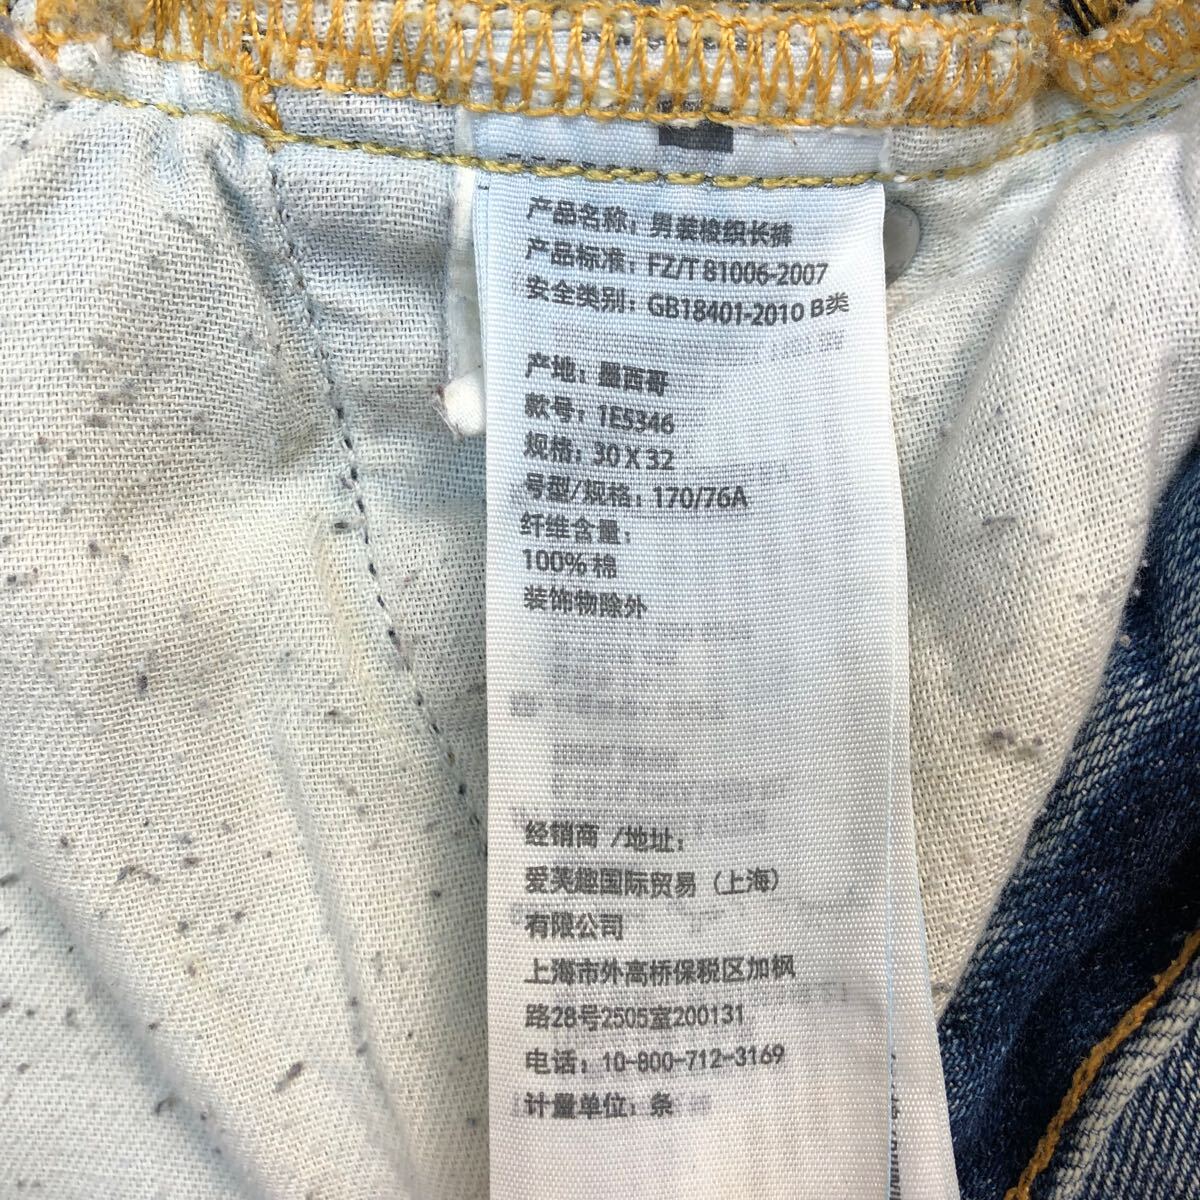 产品名称：男装梭织长裤
产品标准：FZ/T 81006-2007
安全类别：GB18401-2010 B类
产地：墨西哥
款号：1E5346
规格：30 X 32
号型/规格：170/76A
纤维含量：
100% 棉
装饰物除外
经销商 /地址：
爱芙趣国际贸易（上海）
有限公司
上海市外高桥保税区加枫
路28号2505室200131
电话：10-800-712-3169
计量单位：条